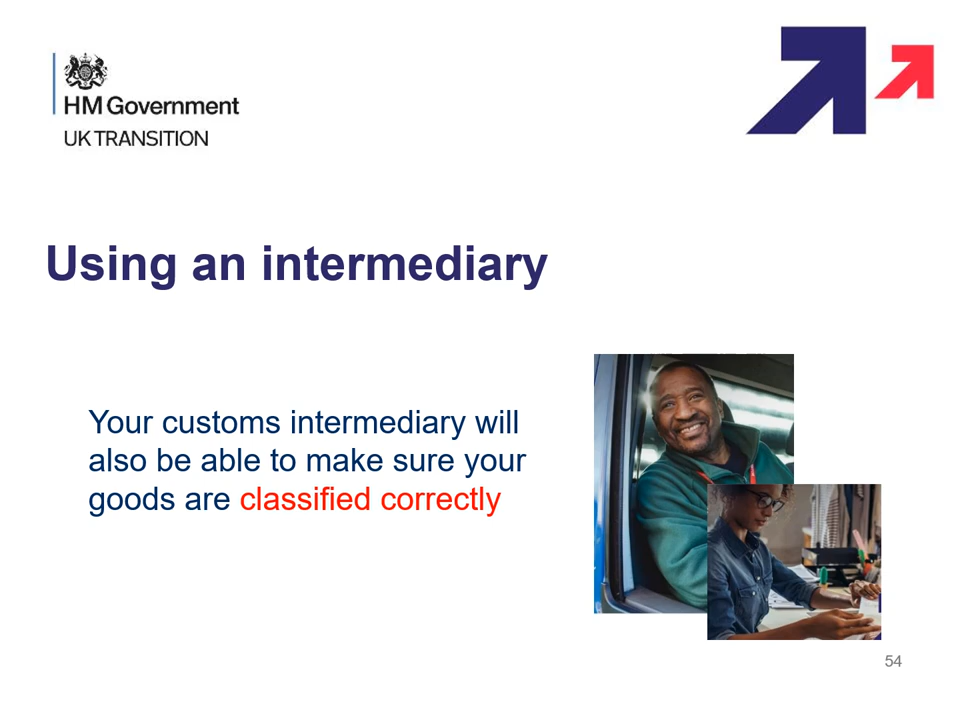 HM Government
UK TRANSITION
Using an intermediary
Your customs intermediary will
also be able to make sure your
goods are classified correctly
54